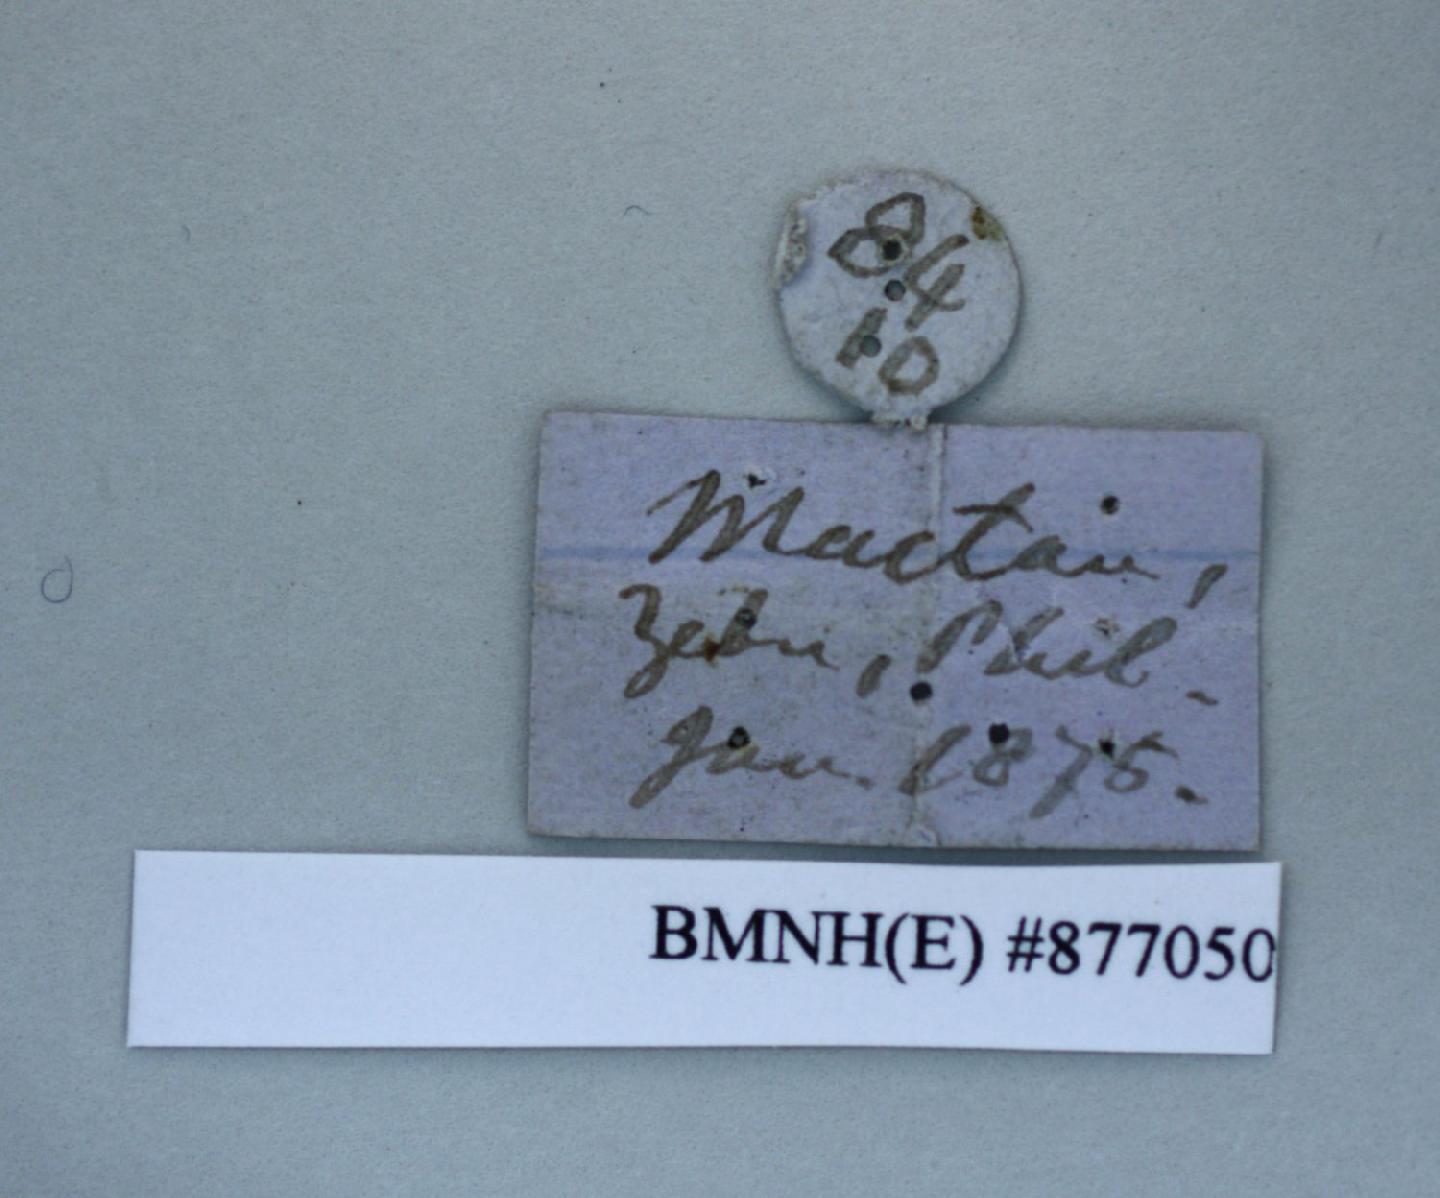 84
10
Mactan,
Zebu, Phil.
Jan. 1875.
BMNH(E) #877050